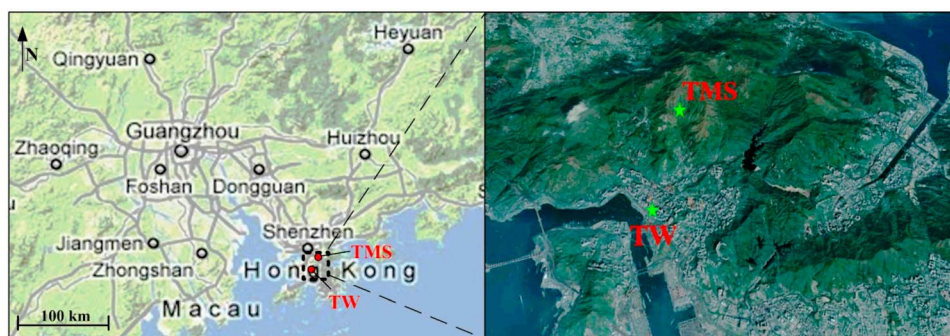 N
Heyuan
Qingyuan
Guangzhou
Zhaoqing
Huizhou
Foshan
Dongguan
Jiangmen
Shenzhen
Zhongshan
TMS
Hong Kong
TW
Macau
100 km
TMS
TW